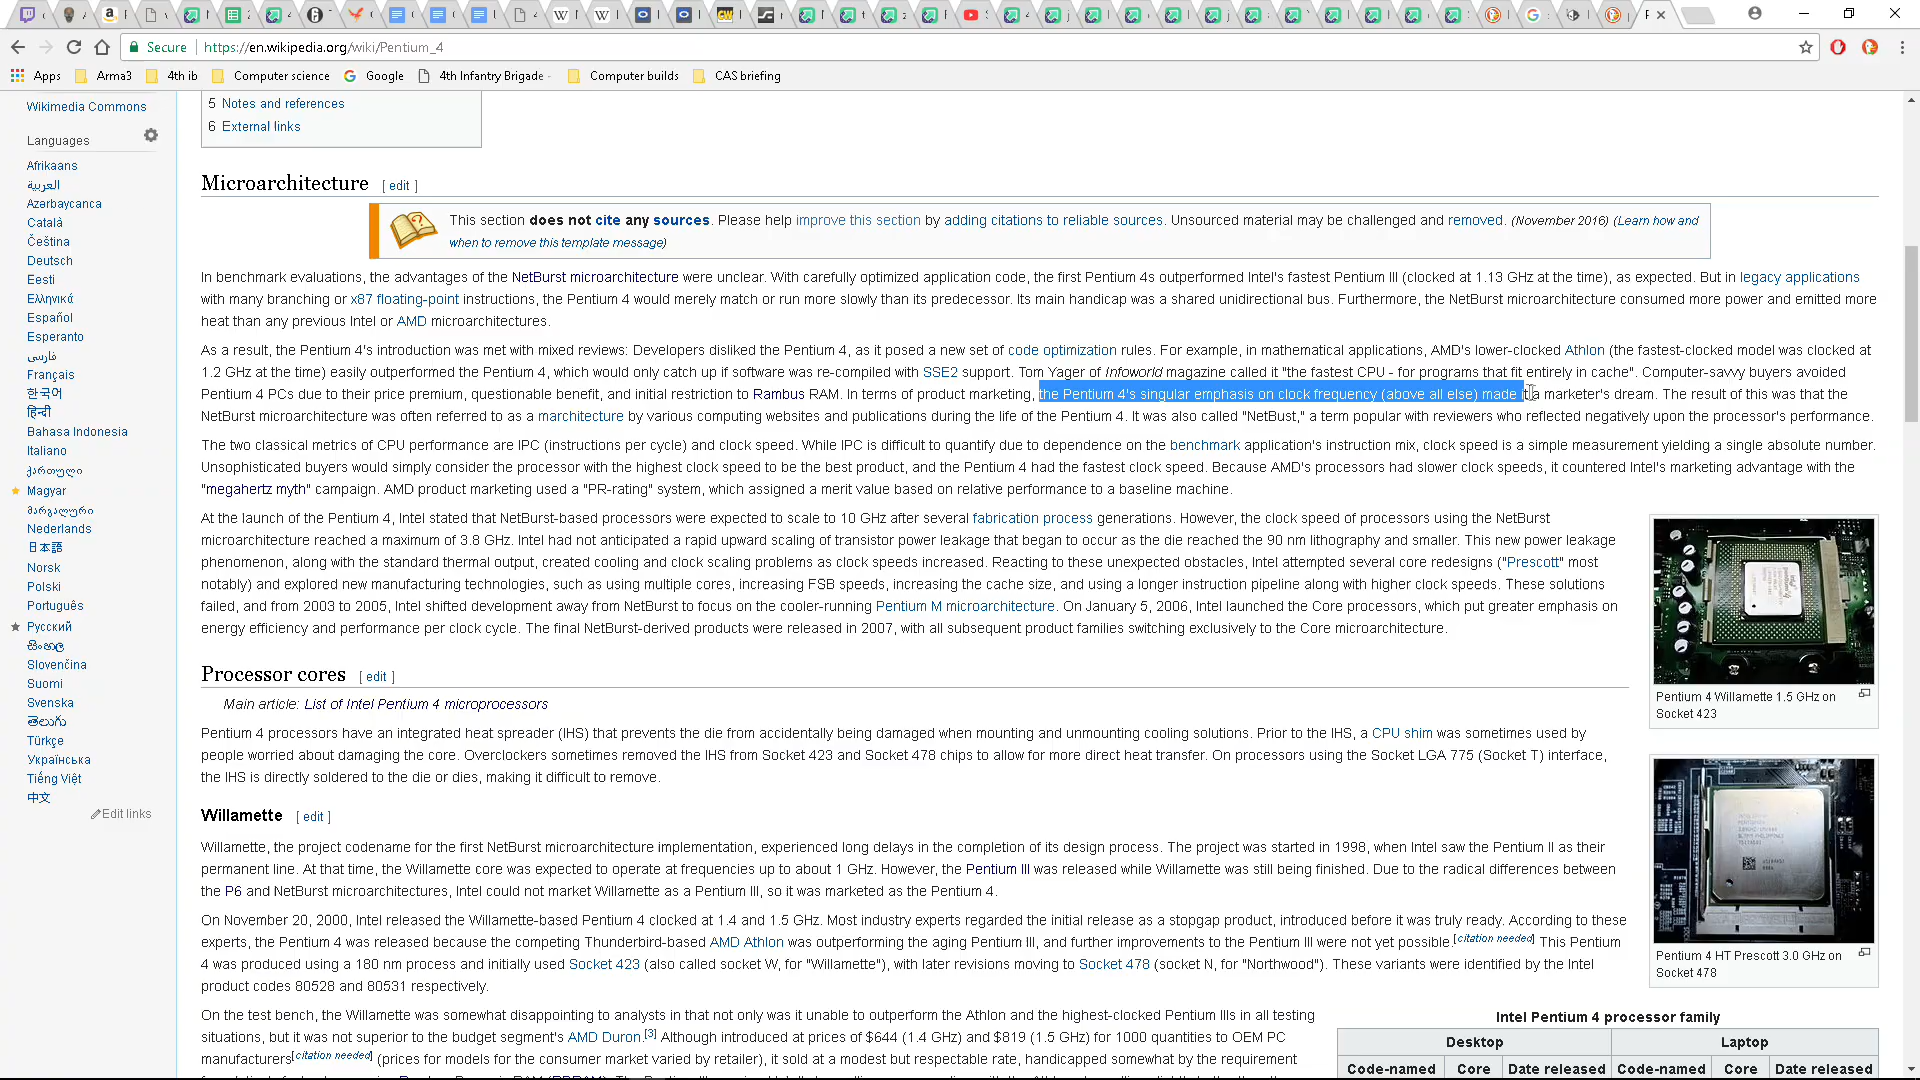 Secure https://en.wikipedia.org/wiki/Pentium_4
Apps Arma3 4th ib Computer science Google 4th Infantry Brigade - Computer builds CAS briefing
Wikimedia Commons
Languages
Afrikaans
العربية
Azərbaycanca
Català
Čeština
Deutsch
Eesti
Ελληνικά
Español
Esperanto
فارسی
Français
한국어
हिन्दी
Bahasa Indonesia
Italiano
ქართული
Magyar
მარგალური
Nederlands
日本語
Norsk
Polski
Português
Русский
සිංහල
Slovenčina
Suomi
Svenska
తెలుగు
Türkçe
Українська
Tiếng Việt
中文
Edit links
5 Notes and references
6 External links
Microarchitecture [ edit ]
This section does not cite any sources. Please help improve this section by adding citations to reliable sources. Unsourced material may be challenged and removed. (November 2016) (Learn how and
when to remove this template message)
In benchmark evaluations, the advantages of the NetBurst microarchitecture were unclear. With carefully optimized application code, the first Pentium 4s outperformed Intel's fastest Pentium III (clocked at 1.13 GHz at the time), as expected. But in legacy applications
with many branching or x87 floating-point instructions, the Pentium 4 would merely match or run more slowly than its predecessor. Its main handicap was a shared unidirectional bus. Furthermore, the NetBurst microarchitecture consumed more power and emitted more
heat than any previous Intel or AMD microarchitectures.
As a result, the Pentium 4's introduction was met with mixed reviews: Developers disliked the Pentium 4, as it posed a new set of code optimization rules. For example, in mathematical applications, AMD's lower-clocked Athlon (the fastest-clocked model was clocked at
1.2 GHz at the time) easily outperformed the Pentium 4, which would only catch up if software was re-compiled with SSE2 support. Tom Yager of Infoworld magazine called it "the fastest CPU - for programs that fit entirely in cache". Computer-savvy buyers avoided
Pentium 4 PCs due to their price premium, questionable benefit, and initial restriction to Rambus RAM. In terms of product marketing, the Pentium 4's singular emphasis on clock frequency (above all else) made it a marketer's dream. The result of this was that the
NetBurst microarchitecture was often referred to as a marchitecture by various computing websites and publications during the life of the Pentium 4. It was also called "NetBust," a term popular with reviewers who reflected negatively upon the processor's performance.
The two classical metrics of CPU performance are IPC (instructions per cycle) and clock speed. While IPC is difficult to quantify due to dependence on the benchmark application's instruction mix, clock speed is a simple measurement yielding a single absolute number.
Unsophisticated buyers would simply consider the processor with the highest clock speed to be the best product, and the Pentium 4 had the fastest clock speed. Because AMD's processors had slower clock speeds, it countered Intel's marketing advantage with the
"megahertz myth" campaign. AMD product marketing used a "PR-rating" system, which assigned a merit value based on relative performance to a baseline machine.
At the launch of the Pentium 4, Intel stated that NetBurst-based processors were expected to scale to 10 GHz after several fabrication process generations. However, the clock speed of processors using the NetBurst
microarchitecture reached a maximum of 3.8 GHz. Intel had not anticipated a rapid upward scaling of transistor power leakage that began to occur as the die reached the 90 nm lithography and smaller. This new power leakage
phenomenon, along with the standard thermal output, created cooling and clock scaling problems as clock speeds increased. Reacting to these unexpected obstacles, Intel attempted several core redesigns ("Prescott" most
notably) and explored new manufacturing technologies, such as using multiple cores, increasing FSB speeds, increasing the cache size, and using a longer instruction pipeline along with higher clock speeds. These solutions
failed, and from 2003 to 2005, Intel shifted development away from NetBurst to focus on the cooler-running Pentium M microarchitecture. On January 5, 2006, Intel launched the Core processors, which put greater emphasis on
energy efficiency and performance per clock cycle. The final NetBurst-derived products were released in 2007, with all subsequent product families switching exclusively to the Core microarchitecture.
Pentium 4 Willamette 1.5 GHz on
Socket 423
Processor cores [ edit ]
Main article: List of Intel Pentium 4 microprocessors
Pentium 4 processors have an integrated heat spreader (IHS) that prevents the die from accidentally being damaged when mounting and unmounting cooling solutions. Prior to the IHS, a CPU shim was sometimes used by
people worried about damaging the core. Overclockers sometimes removed the IHS from Socket 423 and Socket 478 chips to allow for more direct heat transfer. On processors using the Socket LGA 775 (Socket T) interface,
the IHS is directly soldered to the die or dies, making it difficult to remove.
Pentium 4 HT Prescott 3.0 GHz on
Socket 478
Willamette [ edit ]
Willamette, the project codename for the first NetBurst microarchitecture implementation, experienced long delays in the completion of its design process. The project was started in 1998, when Intel saw the Pentium II as their
permanent line. At that time, the Willamette core was expected to operate at frequencies up to about 1 GHz. However, the Pentium III was released while Willamette was still being finished. Due to the radical differences between
the P6 and NetBurst microarchitectures, Intel could not market Willamette as a Pentium III, so it was marketed as the Pentium 4.
On November 20, 2000, Intel released the Willamette-based Pentium 4 clocked at 1.4 and 1.5 GHz. Most industry experts regarded the initial release as a stopgap product, introduced before it was truly ready. According to these
experts, the Pentium 4 was released because the competing Thunderbird-based AMD Athlon was outperforming the aging Pentium III, and further improvements to the Pentium III were not yet possible.[citation needed] This Pentium
4 was produced using a 180 nm process and initially used Socket 423 (also called socket W, for "Willamette"), with later revisions moving to Socket 478 (socket N, for "Northwood"). These variants were identified by the Intel
product codes 80528 and 80531 respectively.
On the test bench, the Willamette was somewhat disappointing to analysts in that not only was it unable to outperform the Athlon and the highest-clocked Pentium IIIs in all testing
situations, but it was not superior to the budget segment's AMD Duron.[3] Although introduced at prices of $644 (1.4 GHz) and $819 (1.5 GHz) for 1000 quantities to OEM PC
manufacturers[citation needed] (prices for models for the consumer market varied by retailer), it sold at a modest but respectable rate, handicapped somewhat by the requirement
Intel Pentium 4 processor family
Desktop Laptop
Code-named Core Date released Code-named Core Date released